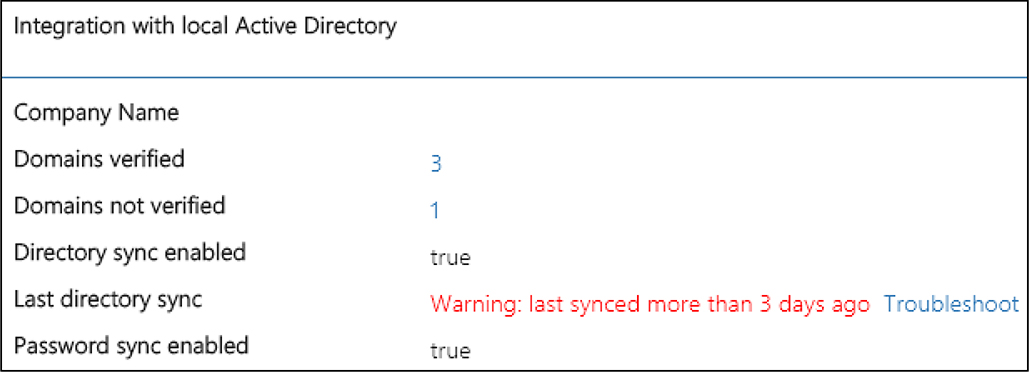 Integration with local Active Directory
Company Name
Domains verified 3
Domains not verified 1
Directory sync enabled true
Last directory sync Warning: last synced more than 3 days ago Troubleshoot
Password sync enabled true